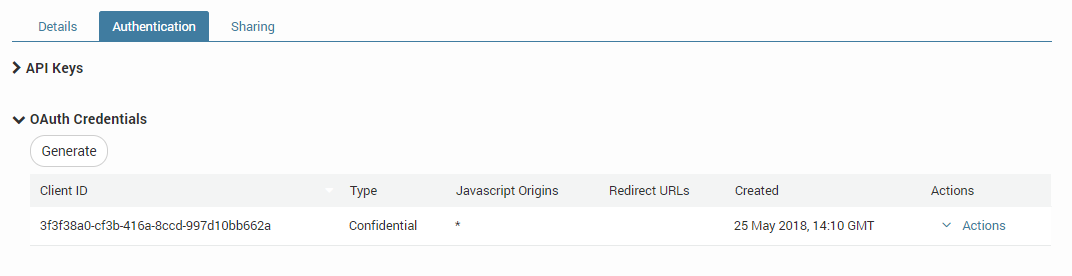 Details Authentication Sharing
API Keys
OAuth Credentials
Generate
Client ID Type Javascript Origins Redirect URLs Created Actions
3f3f38a0-cf3b-416a-8ccd-997d10bb662a Confidential * 25 May 2018, 14:10 GMT Actions